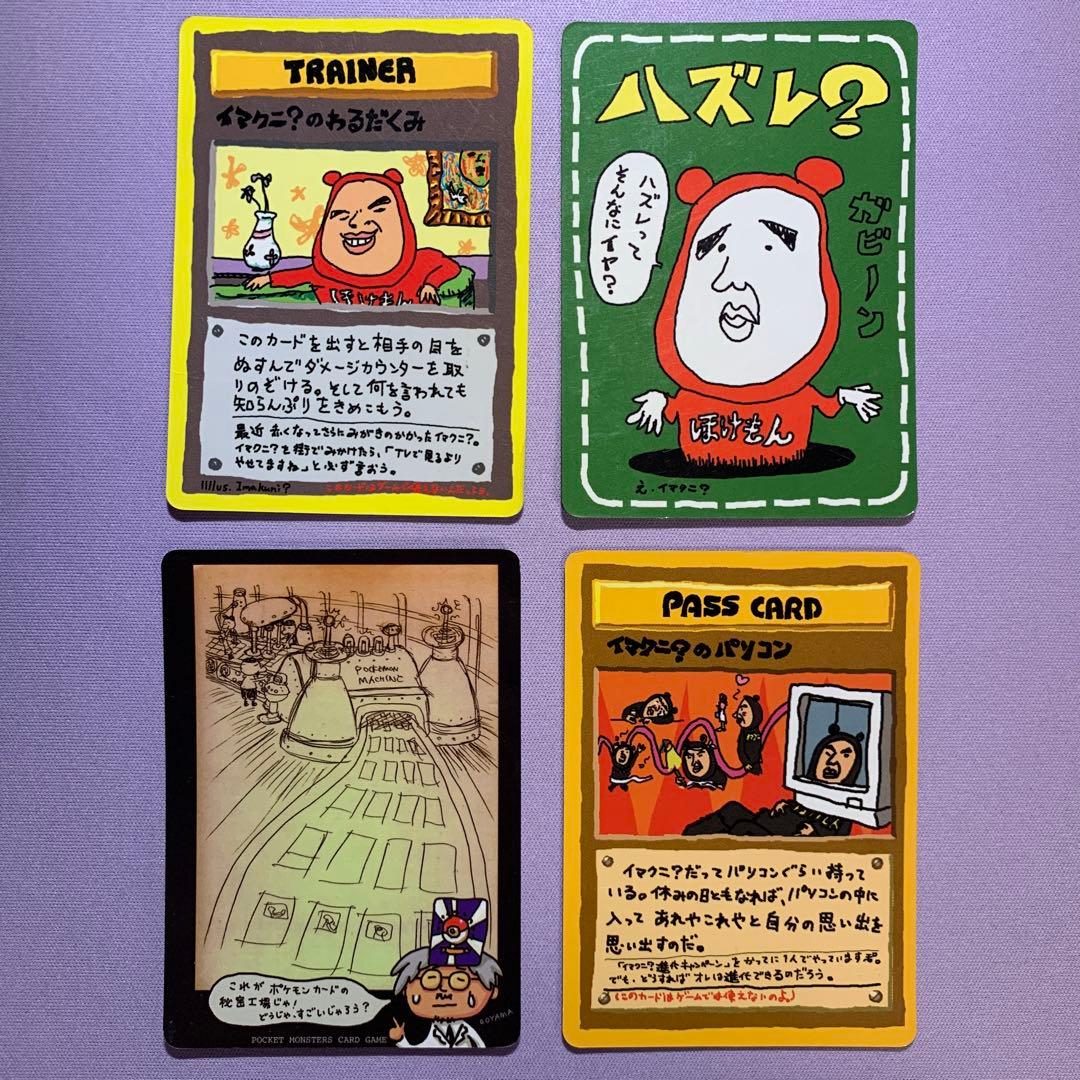 TRAINER
イマクニ?のわるだくみ
ぽけもん
このカードを出すと相手の目を
ぬすんでダメージカウンターを取
りのぞける。そして何を言われても
知らんぷりをきめこもう。
最近 赤くなってさらにみがきのかかったイマクニ?。
イマクニ?を街でみかけたら、「TVで見るより
やせてますね」と必ず言おう。
Illus. Imakuni?
ハズレ?
ハズレって
そんなにイヤ?
ガビーン
ぽけもん
え.イマクニ?
POCKEMON
MACHINE
これが ポケモンカードの
秘密工場じゃ!
どうじゃ、すごいじゃろう?
OOYAMA
POCKET MONSTERS CARD GAME
PASS CARD
イマクニ?のパソコン
イマクニ?だってパソコンぐらい持って
いる。休みの日ともなれば、パソコンの中に
入って あれやこれやと自分の思い出を
思い出すのだ。
「イマクニ?進化キャンペーン」をかってに1人でやっていますぞ。
でも、どうすれば オレは進化できるのだろう。
(このカードはゲームでは使えないのよ。)